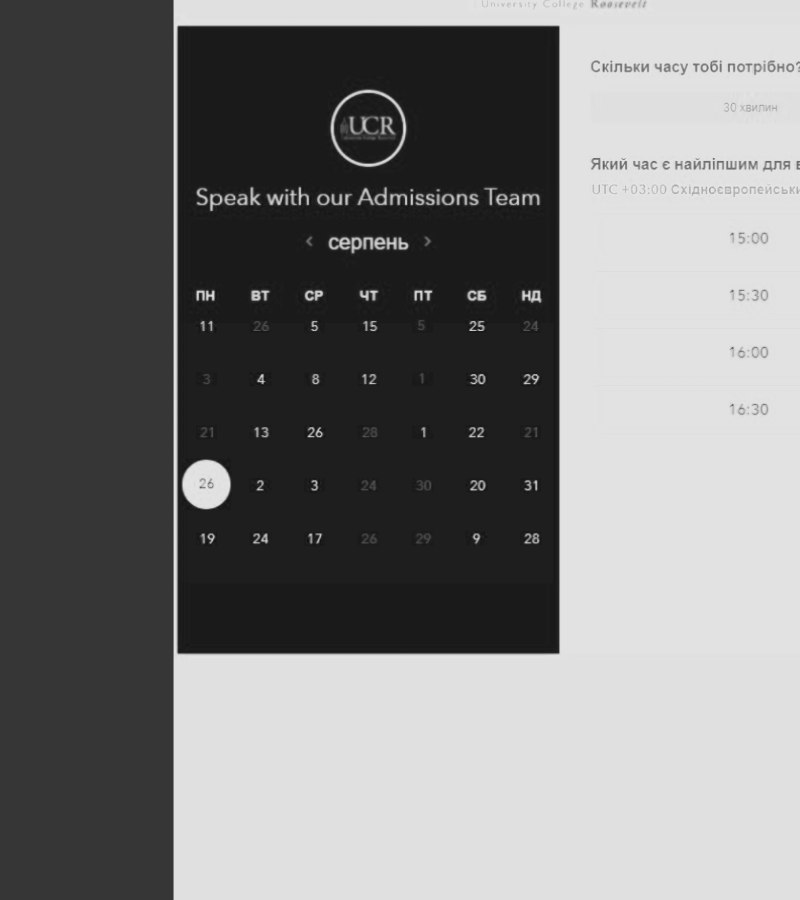 University College Roosevelt
UCR
Speak with our Admissions Team
< серпень >
ПН ВТ СР ЧТ ПТ СБ НД
11 26 5 15 5 25 24
3 4 8 12 1 30 29
21 13 26 28 1 22 21
26 2 3 24 30 20 31
19 24 17 26 29 9 28
Скільки часу тобі потрібно?
30 хвилин
Який час є найліпшим для в
UTC +03:00 Східноєвропейськи
15:00
15:30
16:00
16:30